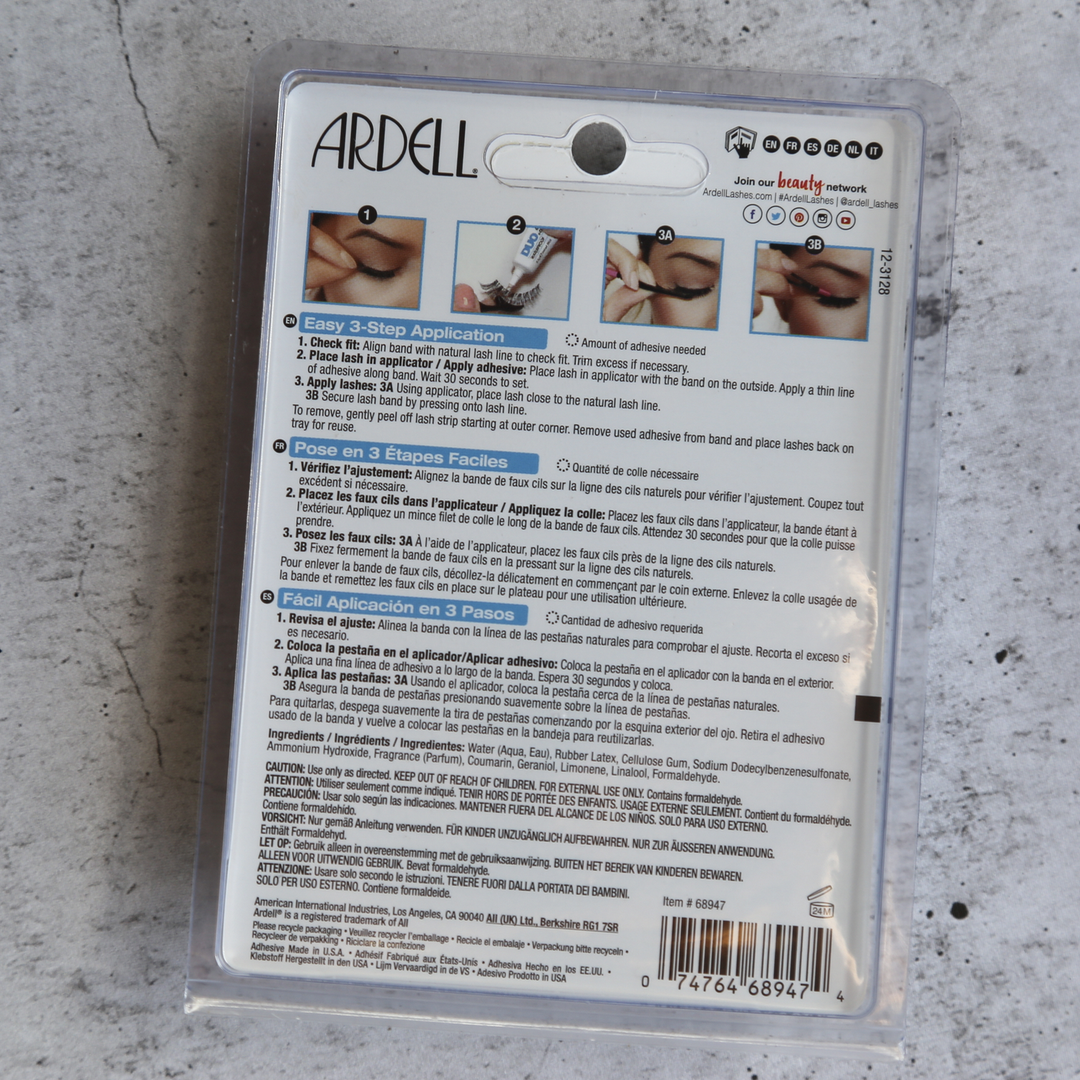 ARDELL®
EN FR ES DE NL IT
Join our beauty network
ArdellLashes.com | #ArdellLashes | @ardell_lashes
1
2
3A
3B
DUO
12-3128
EN Easy 3-Step Application
Amount of adhesive needed
1. Check fit: Align band with natural lash line to check fit. Trim excess if necessary.
2. Place lash in applicator / Apply adhesive: Place lash in applicator with the band on the outside. Apply a thin line
of adhesive along band. Wait 30 seconds to set.
3. Apply lashes: 3A Using applicator, place lash close to the natural lash line.
3B Secure lash band by pressing onto lash line.
To remove, gently peel off lash strip starting at outer corner. Remove used adhesive from band and place lashes back on
tray for reuse.
FR Pose en 3 Étapes Faciles
Quantité de colle nécessaire
1. Vérifiez l'ajustement: Alignez la bande de faux cils sur la ligne des cils naturels pour vérifier l'ajustement. Coupez tout
excédent si nécessaire.
2. Placez les faux cils dans l'applicateur / Appliquez la colle: Placez les faux cils dans l'applicateur, la bande étant à
l'extérieur. Appliquez un mince filet de colle le long de la bande de faux cils. Attendez 30 secondes pour que la colle puisse
prendre.
3. Posez les faux cils: 3A À l'aide de l'applicateur, placez les faux cils près de la ligne des cils naturels.
3B Fixez fermement la bande de faux cils en la pressant sur la ligne des cils naturels.
Pour enlever la bande de faux cils, décollez-la délicatement en commençant par le coin externe. Enlevez la colle usagée de
la bande et remettez les faux cils en place sur le plateau pour une utilisation ultérieure.
ES Fácil Aplicación en 3 Pasos
Cantidad de adhesivo requerida
1. Revisa el ajuste: Alinea la banda con la línea de las pestañas naturales para comprobar el ajuste. Recorta el exceso si
es necesario.
2. Coloca la pestaña en el aplicador/Aplicar adhesivo: Coloca la pestaña en el aplicador con la banda en el exterior.
Aplica una fina línea de adhesivo a lo largo de la banda. Espera 30 segundos y coloca.
3. Aplica las pestañas: 3A Usando el aplicador, coloca la pestaña cerca de la línea de pestañas naturales.
3B Asegura la banda de pestañas presionando suavemente sobre la línea de pestañas.
Para quitarlas, despega suavemente la tira de pestañas comenzando por la esquina exterior del ojo. Retira el adhesivo
usado de la banda y vuelve a colocar las pestañas en la bandeja para reutilizarlas.
Ingredients / Ingrédients / Ingredientes: Water (Aqua, Eau), Rubber Latex, Cellulose Gum, Sodium Dodecylbenzenesulfonate,
Ammonium Hydroxide, Fragrance (Parfum), Coumarin, Geraniol, Limonene, Linalool, Formaldehyde.
CAUTION: Use only as directed. KEEP OUT OF REACH OF CHILDREN. FOR EXTERNAL USE ONLY. Contains formaldehyde.
ATTENTION: Utiliser seulement comme indiqué. TENIR HORS DE PORTÉE DES ENFANTS. USAGE EXTERNE SEULEMENT. Contient du formaldéhyde.
PRECAUCIÓN: Usar solo según las indicaciones. MANTENER FUERA DEL ALCANCE DE LOS NIÑOS. SOLO PARA USO EXTERNO.
Contiene formaldehido.
VORSICHT: Nur gemäß Anleitung verwenden. FÜR KINDER UNZUGÄNGLICH AUFBEWAHREN. NUR ZUR ÄUSSEREN ANWENDUNG.
Enthält Formaldehyd.
LET OP: Gebruik alleen in overeenstemming met de gebruiksaanwijzing. BUITEN HET BEREIK VAN KINDEREN BEWAREN.
ALLEEN VOOR UITWENDIG GEBRUIK. Bevat formaldehyde.
ATTENZIONE: Usare solo secondo le istruzioni. TENERE FUORI DALLA PORTATA DEI BAMBINI.
SOLO PER USO ESTERNO. Contiene formaldeide.
American International Industries, Los Angeles, CA 90040 AII (UK) Ltd., Berkshire RG1 7SR
Ardell® is a registered trademark of AII
Please recycle packaging • Veuillez recycler l'emballage • Recicle el embalaje • Verpackung bitte recyceln •
Recycleer de verpakking • Riciclare la confezione
Adhesive Made in U.S.A. • Adhésif Fabriqué aux États-Unis • Adhesiva Hecho en los EE.UU. •
Klebstoff Hergestellt in den USA • Lijm Vervaardigd in de VS • Adesivo Prodotto in USA
Item # 68947
24M
0 74764 68947 4